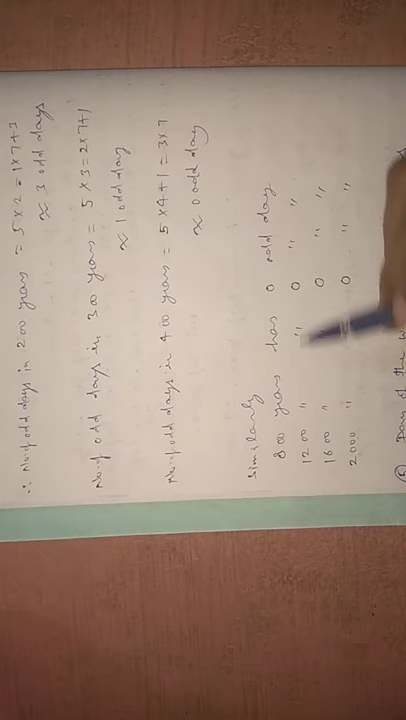 ∴ No. of odd days in 200 years = 5 × 2 = 1 × 7 + 3
≈ 3 odd days
No. of odd days in 300 years = 5 × 3 = 2 × 7 + 1
≈ 1 odd day
No. of odd days in 400 years = 5 × 4 + 1 = 3 × 7
≈ 0 odd day
Similarly
800 years has 0 odd day
1200 " " 0 " "
1600 " 0 " "
2000 " 0 " "
Day of the